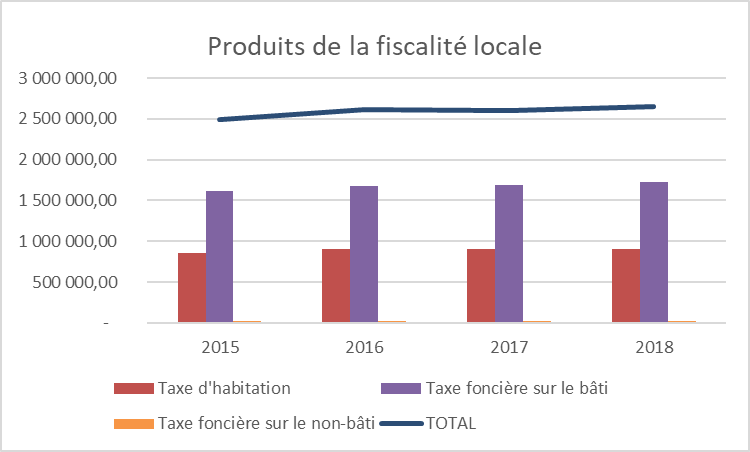 Produits de la fiscalité locale
3 000 000,00
2 500 000,00
2 000 000,00
1 500 000,00
1 000 000,00
500 000,00
-
2015 2016 2017 2018
Taxe d'habitation Taxe foncière sur le bâti
Taxe foncière sur le non-bâti TOTAL